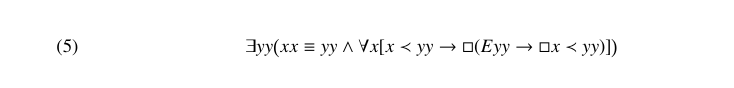 (5) ∃yy(xx ≡ yy ∧ ∀x[x ≺ yy → □(Eyy → □x ≺ yy)])